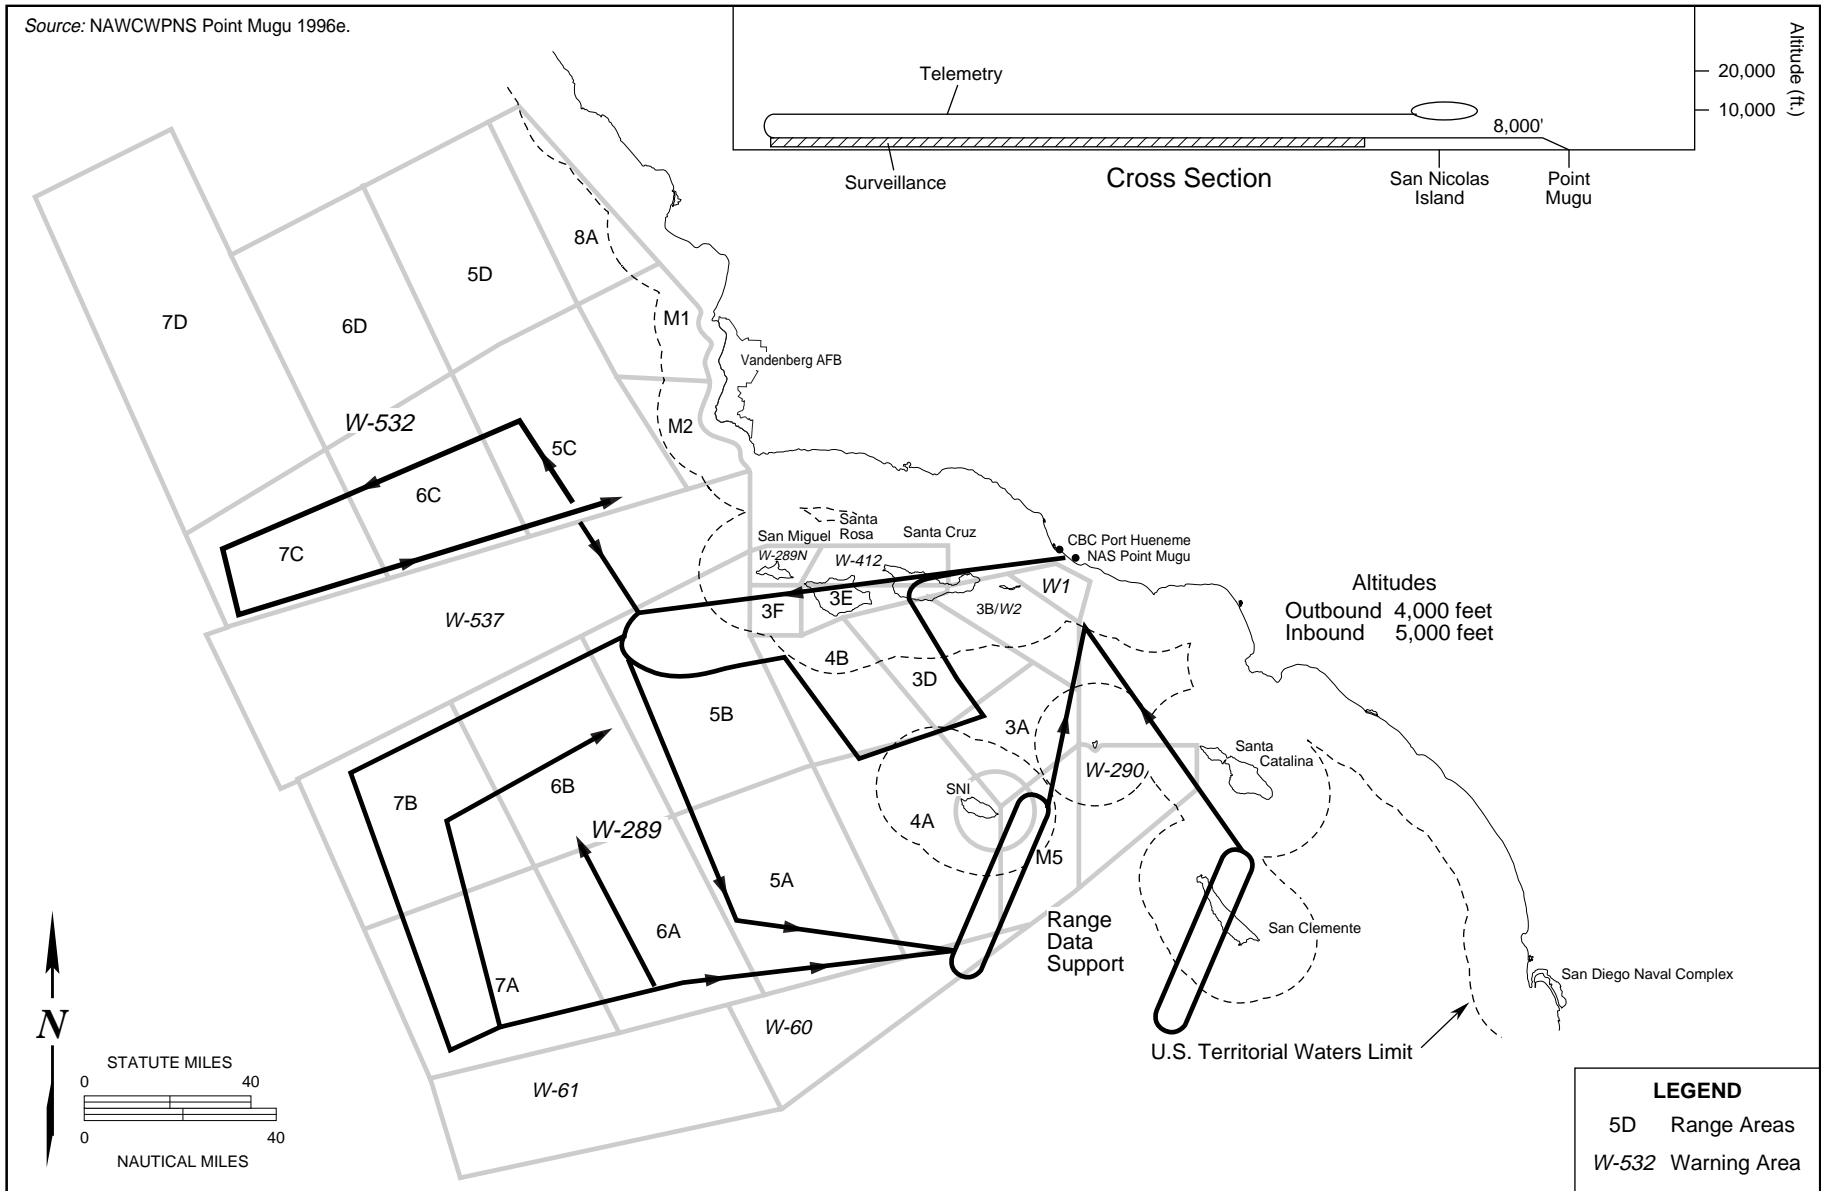 Source: NAWCWPNS Point Mugu 1996e.
Altitude (ft.)
20,000
10,000
Telemetry
8,000'
Surveillance
Cross Section
San Nicolas
Island
Point
Mugu
8A
5D
7D
6D
M1
Vandenberg AFB
W-532
M2
5C
6C
7C
Santa
Rosa
San Miguel
Santa Cruz
W-289N
W-412
CBC Port Hueneme
NAS Point Mugu
W-537
3F
3E
3B/W2
W1
Altitudes
Outbound 4,000 feet
Inbound 5,000 feet
4B
3D
5B
3A
Santa
Catalina
W-290
7B
6B
SNI
W-289
4A
M5
5A
6A
7A
Range
Data
Support
San Clemente
San Diego Naval Complex
W-60
U.S. Territorial Waters Limit
W-61
N
STATUTE MILES
0 40
0 40
NAUTICAL MILES
LEGEND
5D Range Areas
W-532 Warning Area